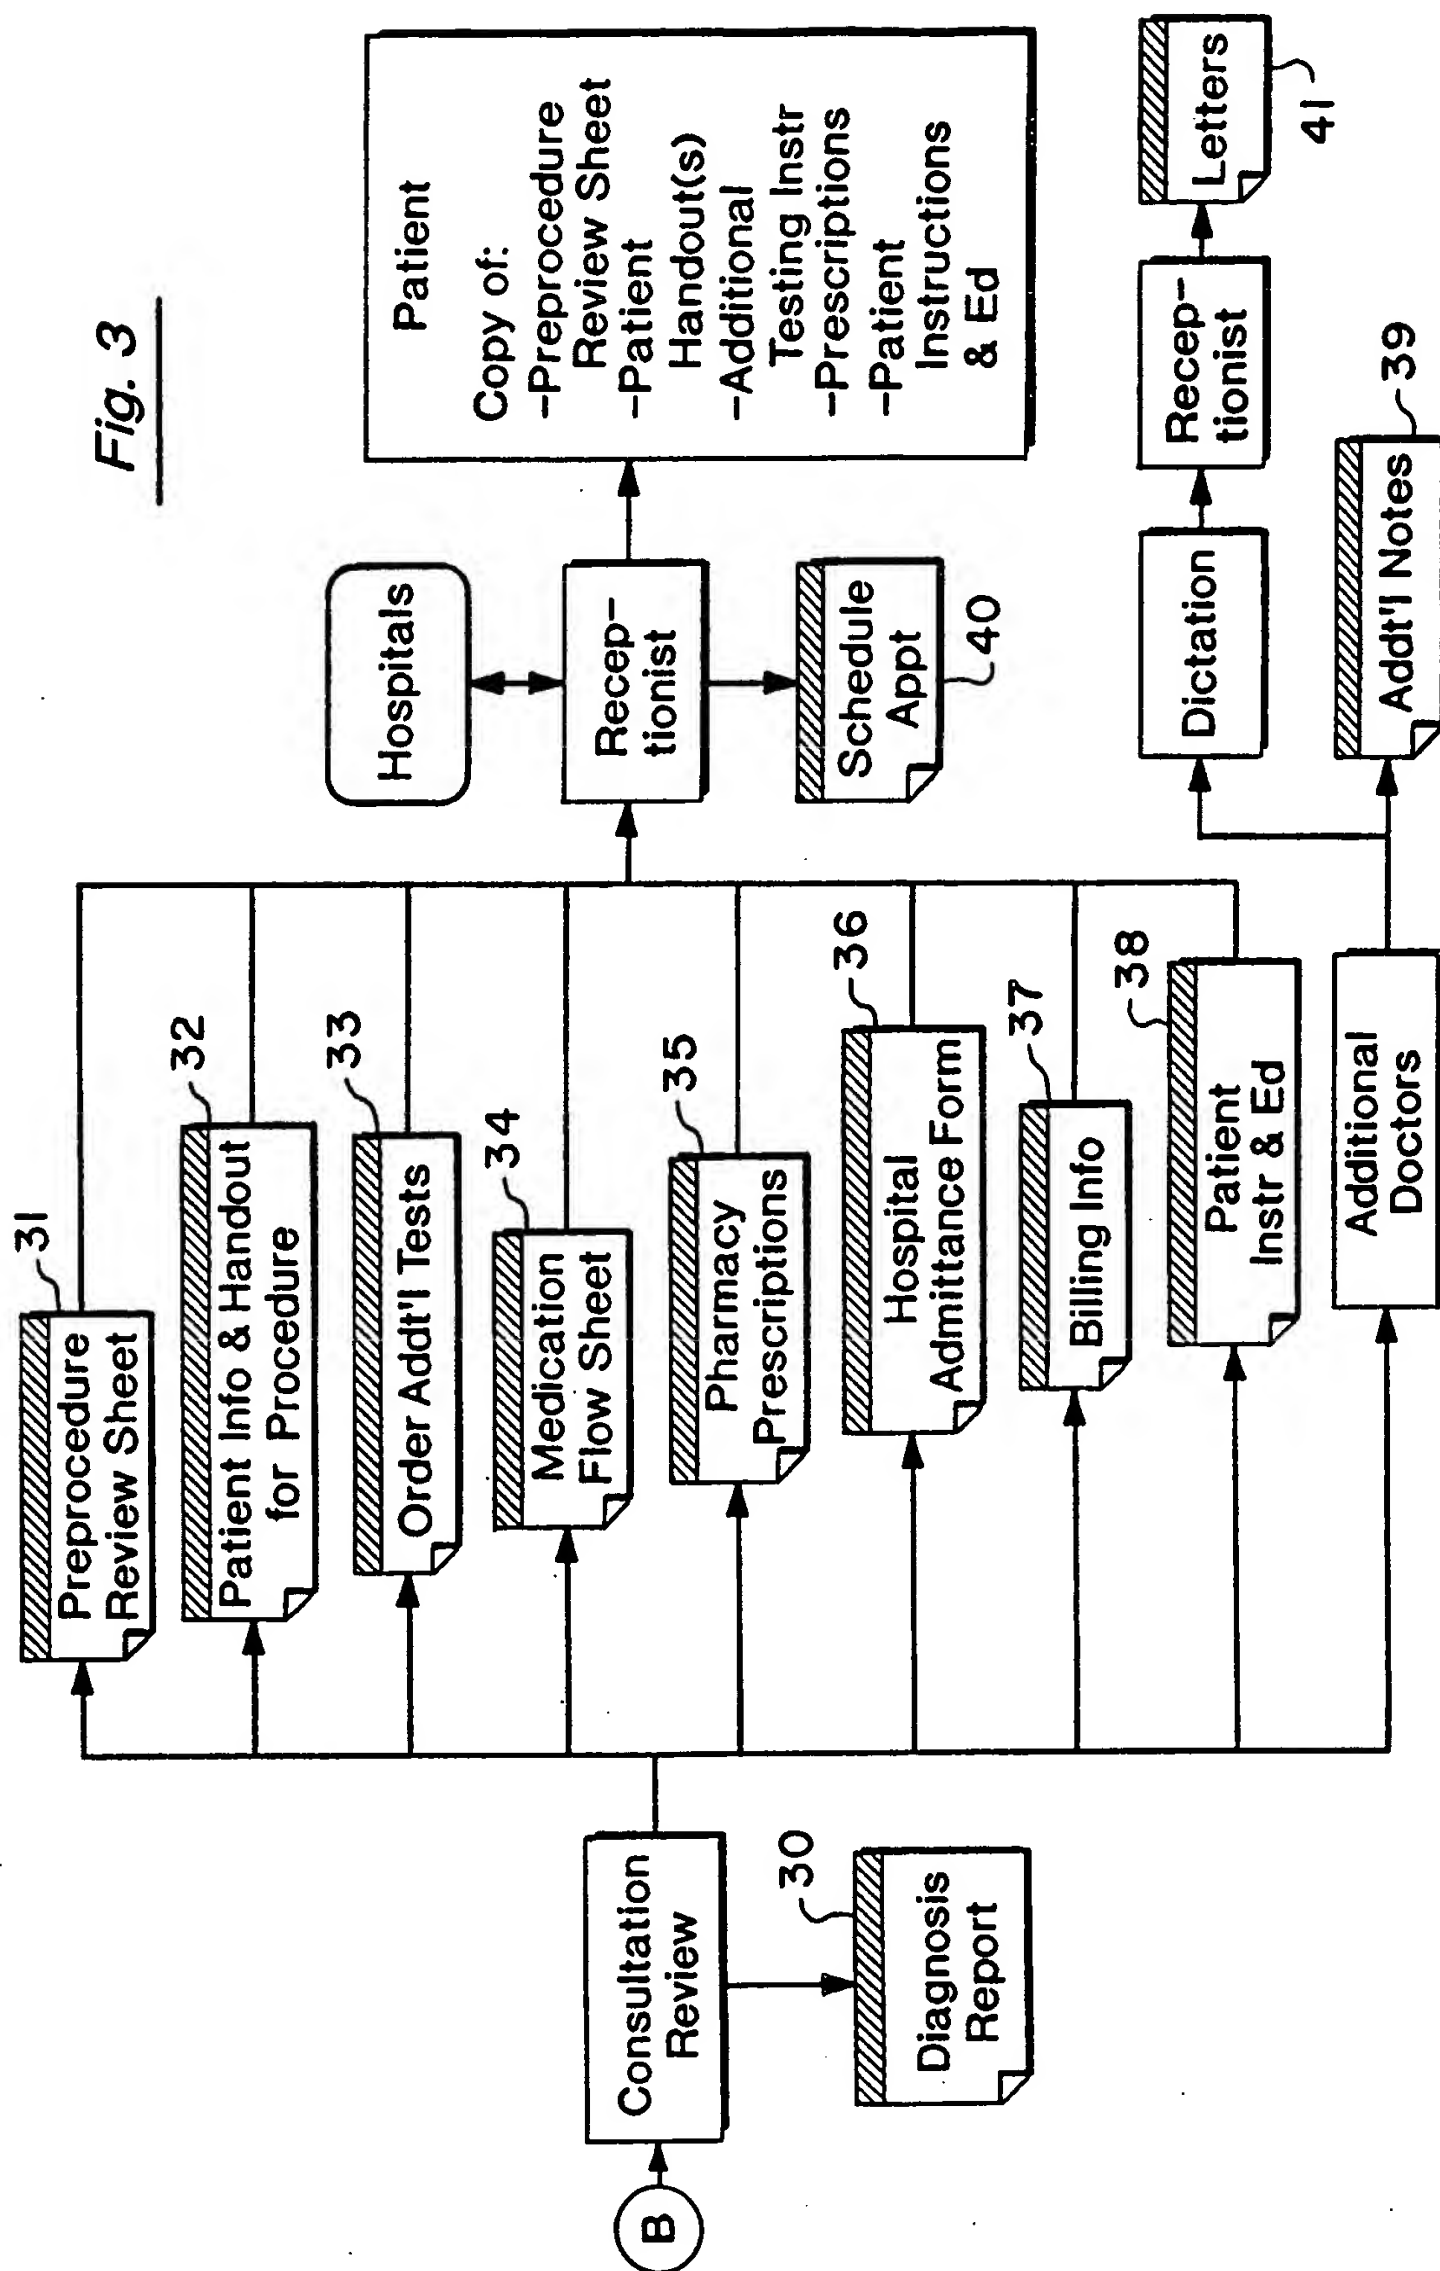 Fig. 3
B
Consultation
Review
30
Diagnosis
Report
31
Preprocedure
Review Sheet
32
Patient Info & Handout
for Procedure
33
Order Addt'l Tests
34
Medication
Flow Sheet
35
Pharmacy
Prescriptions
36
Hospital
Admittance Form
37
Billing Info
38
Patient
Instr & Ed
Additional
Doctors
Hospitals
Recep-
tionist
Schedule
Appt
40
Patient
Copy of:
-Preprocedure
Review Sheet
-Patient
Handout(s)
-Additional
Testing Instr
-Prescriptions
-Patient
Instructions
& Ed
Dictation
Recep-
tionist
Letters
41
Addt'l Notes
39